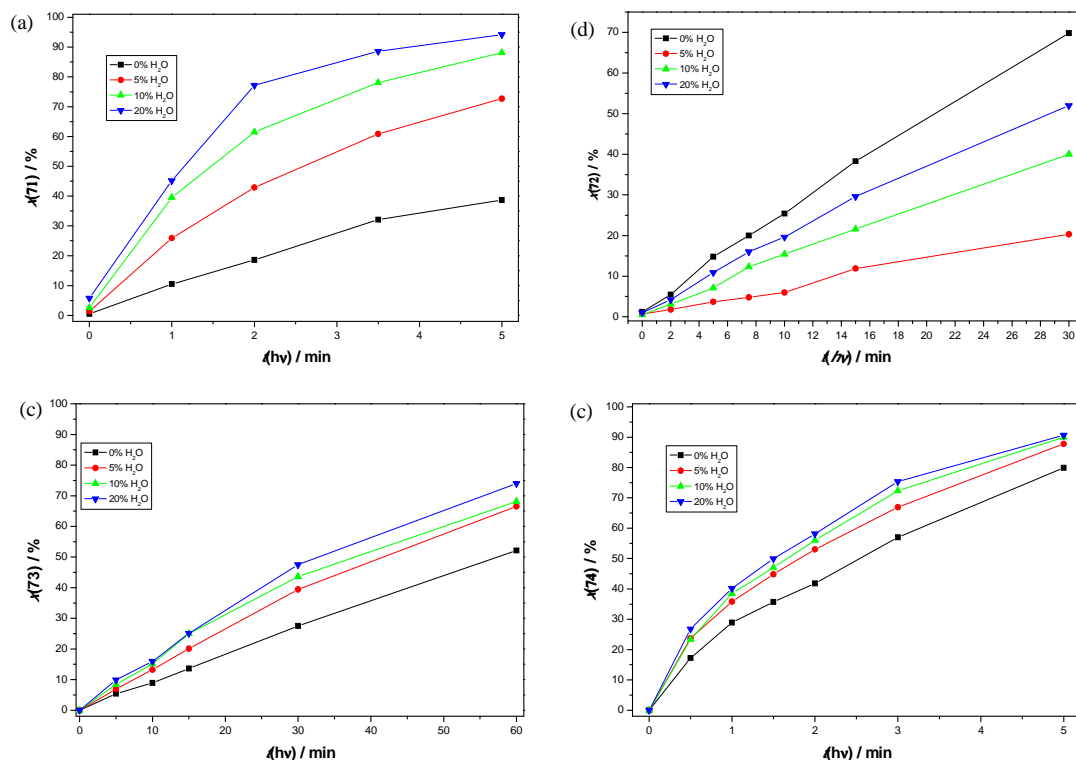 (a)
100
90
80
70
60
50
40
30
20
10
0
x(71) / %
0% H₂O
5% H₂O
10% H₂O
20% H₂O
0 1 2 3 4 5
t(hν) / min
(d)
70
60
50
40
30
20
10
0
x(72) / %
0% H₂O
5% H₂O
10% H₂O
20% H₂O
0 2 4 6 8 10 12 14 16 18 20 22 24 26 28 30
t(hν) / min
(c)
100
90
80
70
60
50
40
30
20
10
0
x(73) / %
0% H₂O
5% H₂O
10% H₂O
20% H₂O
0 10 20 30 40 50 60
t(hν) / min
(c)
100
90
80
70
60
50
40
30
20
10
0
x(74) / %
0% H₂O
5% H₂O
10% H₂O
20% H₂O
0 1 2 3 4 5
t(hν) / min